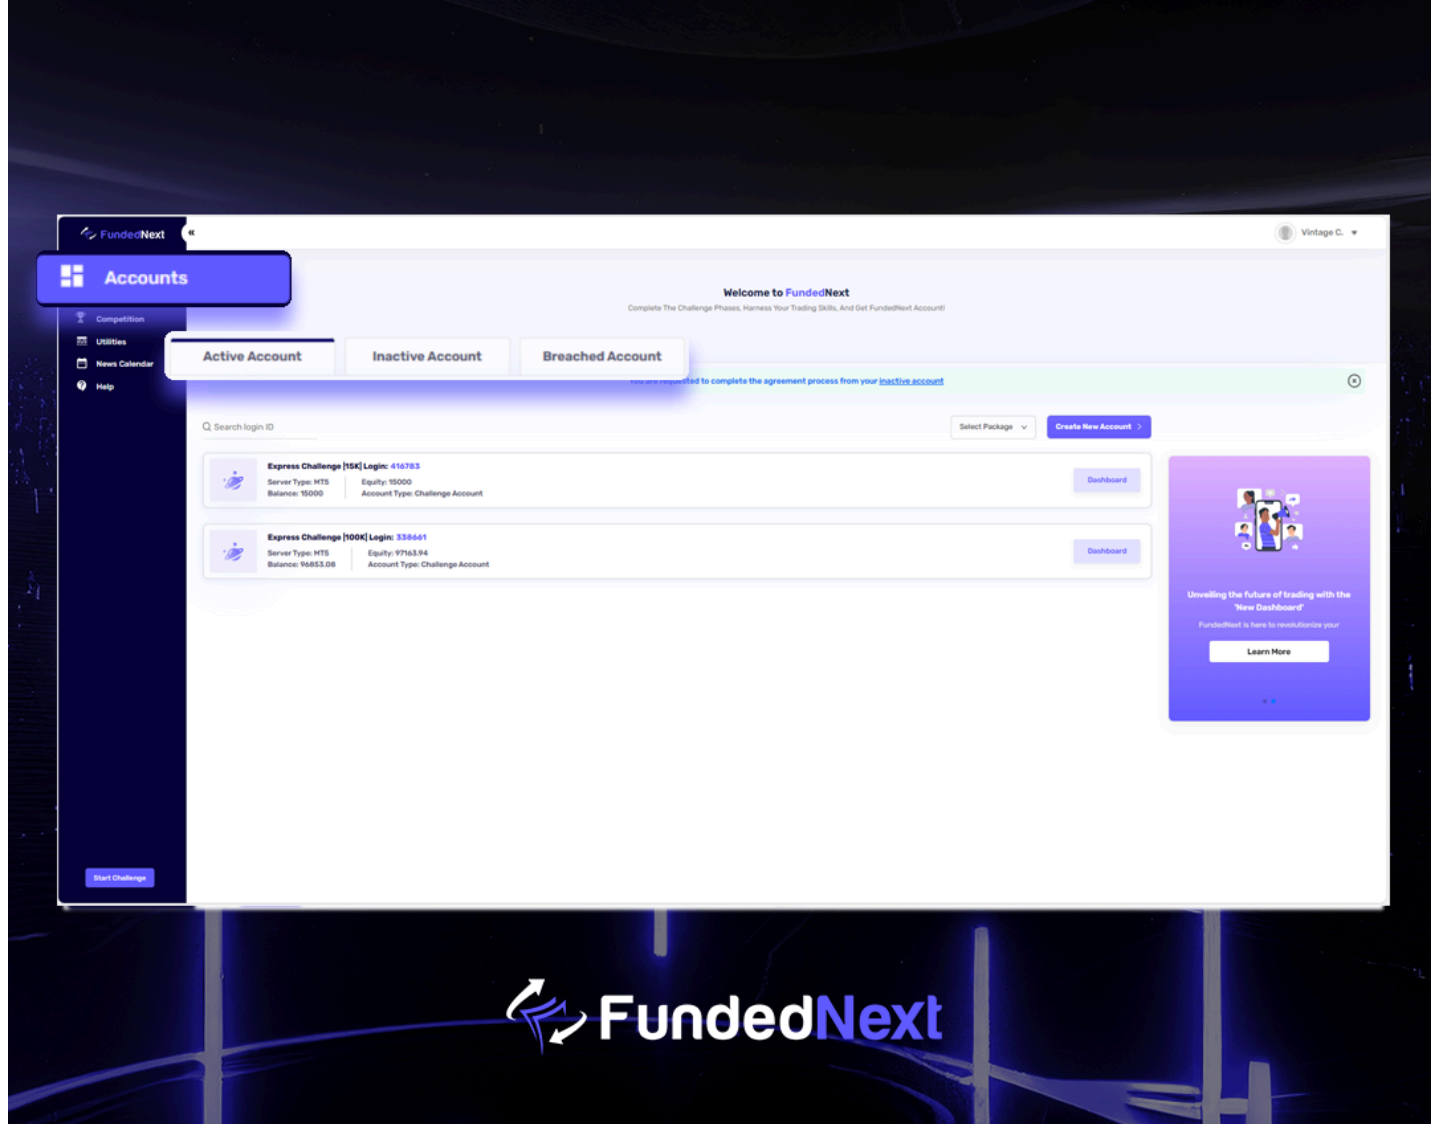 FundedNext
«
Vintage C.
Accounts
Competition
Utilities
News Calendar
Help
Welcome to FundedNext
Complete The Challenge Phases, Harness Your Trading Skills, And Get FundedNext Account!
Active Account
Inactive Account
Breached Account
You are requested to complete the agreement process from your inactive account
Search login ID
Select Package
Create New Account >
Express Challenge |15K| Login: 416783
Server Type: MT5
Equity: 15000
Balance: 15000
Account Type: Challenge Account
Dashboard
Express Challenge |100K| Login: 338661
Server Type: MT5
Equity: 97163.94
Balance: 96853.08
Account Type: Challenge Account
Dashboard
Unveiling the future of trading with the
'New Dashboard'
FundedNext is here to revolutionize your
Learn More
Start Challenge
FundedNext